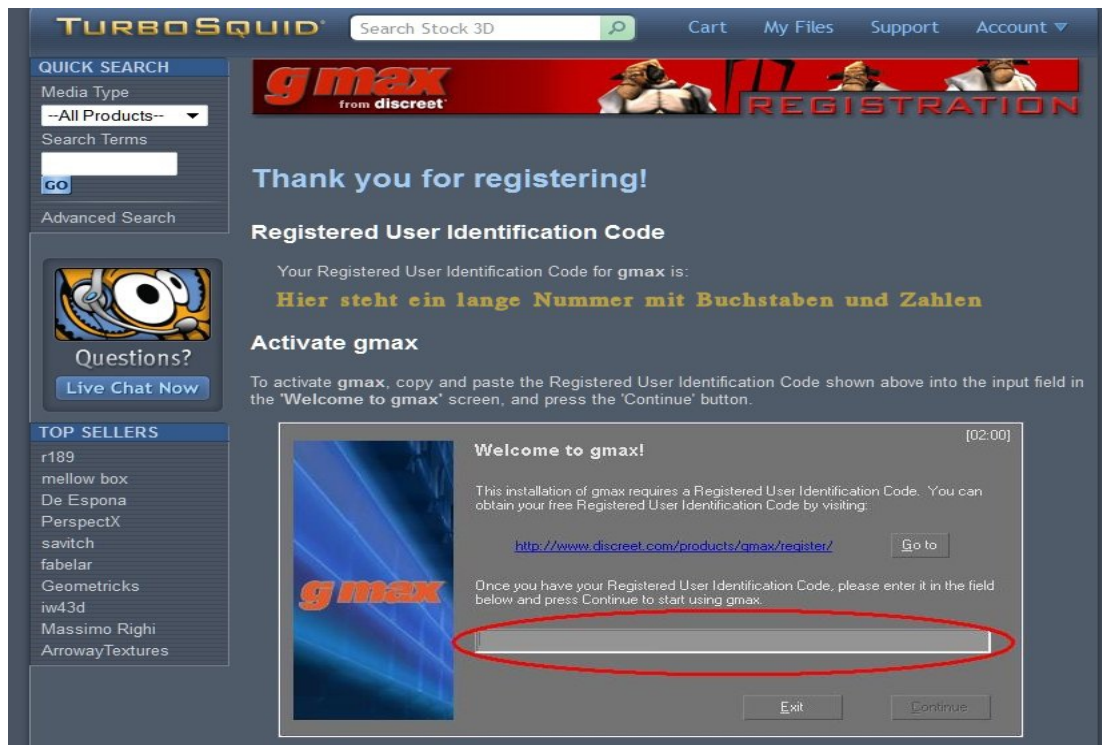 TURBOSQUID
Search Stock 3D
Cart My Files Support Account ▼
QUICK SEARCH
Media Type
--All Products--
Search Terms
GO
Advanced Search
Questions?
Live Chat Now
TOP SELLERS
r189
mellow box
De Espona
PerspectX
savitch
fabelar
Geometricks
iw43d
Massimo Righi
ArrowayTextures
gmax
from discreet
REGISTRATION
Thank you for registering!
Registered User Identification Code
Your Registered User Identification Code for gmax is:
Hier steht ein lange Nummer mit Buchstaben und Zahlen
Activate gmax
To activate gmax, copy and paste the Registered User Identification Code shown above into the input field in
the 'Welcome to gmax' screen, and press the 'Continue' button.
[02:00]
Welcome to gmax!
This installation of gmax requires a Registered User Identification Code. You can
obtain your free Registered User Identification Code by visiting:
http://www.discreet.com/products/gmax/register/
Go to
gmax
Once you have your Registered User Identification Code, please enter it in the field
below and press Continue to start using gmax.
Exit Continue